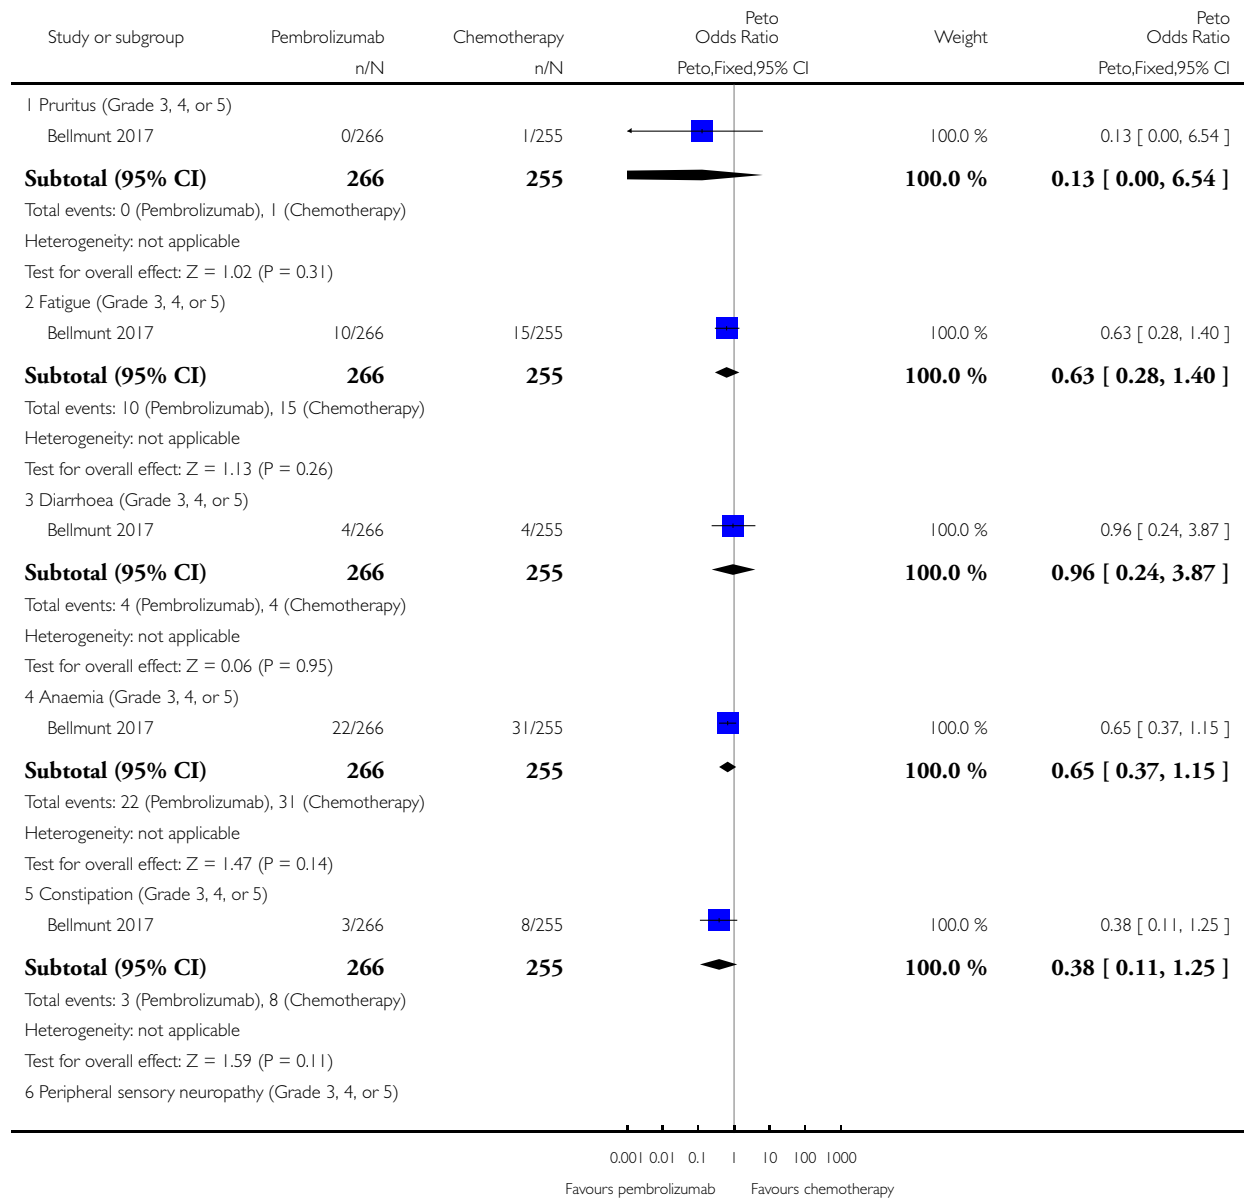 Peto Peto
Study or subgroup Pembrolizumab Chemotherapy Odds Ratio Weight Odds Ratio
n/N n/N Peto,Fixed,95% CI Peto,Fixed,95% CI
1 Pruritus (Grade 3, 4, or 5)
Bellmunt 2017 0/266 1/255 100.0 % 0.13 [ 0.00, 6.54 ]
Subtotal (95% CI) 266 255 100.0 % 0.13 [ 0.00, 6.54 ]
Total events: 0 (Pembrolizumab), 1 (Chemotherapy)
Heterogeneity: not applicable
Test for overall effect: Z = 1.02 (P = 0.31)
2 Fatigue (Grade 3, 4, or 5)
Bellmunt 2017 10/266 15/255 100.0 % 0.63 [ 0.28, 1.40 ]
Subtotal (95% CI) 266 255 100.0 % 0.63 [ 0.28, 1.40 ]
Total events: 10 (Pembrolizumab), 15 (Chemotherapy)
Heterogeneity: not applicable
Test for overall effect: Z = 1.13 (P = 0.26)
3 Diarrhoea (Grade 3, 4, or 5)
Bellmunt 2017 4/266 4/255 100.0 % 0.96 [ 0.24, 3.87 ]
Subtotal (95% CI) 266 255 100.0 % 0.96 [ 0.24, 3.87 ]
Total events: 4 (Pembrolizumab), 4 (Chemotherapy)
Heterogeneity: not applicable
Test for overall effect: Z = 0.06 (P = 0.95)
4 Anaemia (Grade 3, 4, or 5)
Bellmunt 2017 22/266 31/255 100.0 % 0.65 [ 0.37, 1.15 ]
Subtotal (95% CI) 266 255 100.0 % 0.65 [ 0.37, 1.15 ]
Total events: 22 (Pembrolizumab), 31 (Chemotherapy)
Heterogeneity: not applicable
Test for overall effect: Z = 1.47 (P = 0.14)
5 Constipation (Grade 3, 4, or 5)
Bellmunt 2017 3/266 8/255 100.0 % 0.38 [ 0.11, 1.25 ]
Subtotal (95% CI) 266 255 100.0 % 0.38 [ 0.11, 1.25 ]
Total events: 3 (Pembrolizumab), 8 (Chemotherapy)
Heterogeneity: not applicable
Test for overall effect: Z = 1.59 (P = 0.11)
6 Peripheral sensory neuropathy (Grade 3, 4, or 5)
0.001 0.01 0.1 1 10 100 1000
Favours pembrolizumab Favours chemotherapy